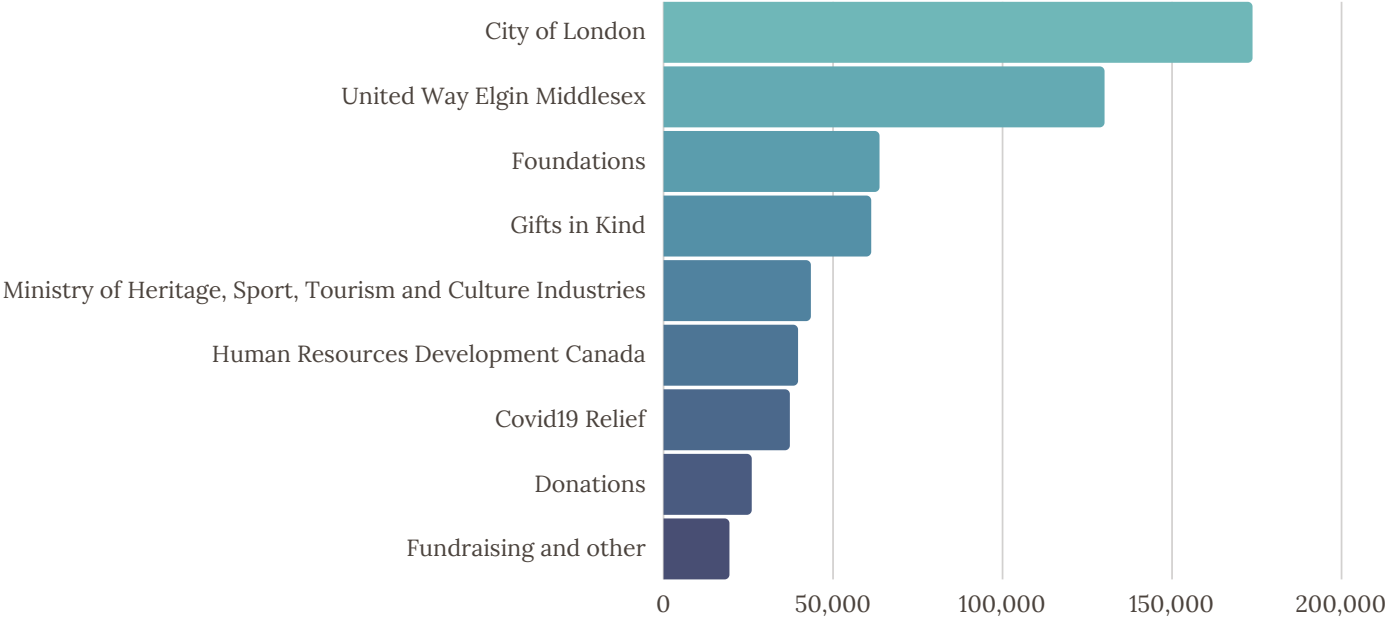 City of London
United Way Elgin Middlesex
Foundations
Gifts in Kind
Ministry of Heritage, Sport, Tourism and Culture Industries
Human Resources Development Canada
Covid19 Relief
Donations
Fundraising and other
0 50,000 100,000 150,000 200,000